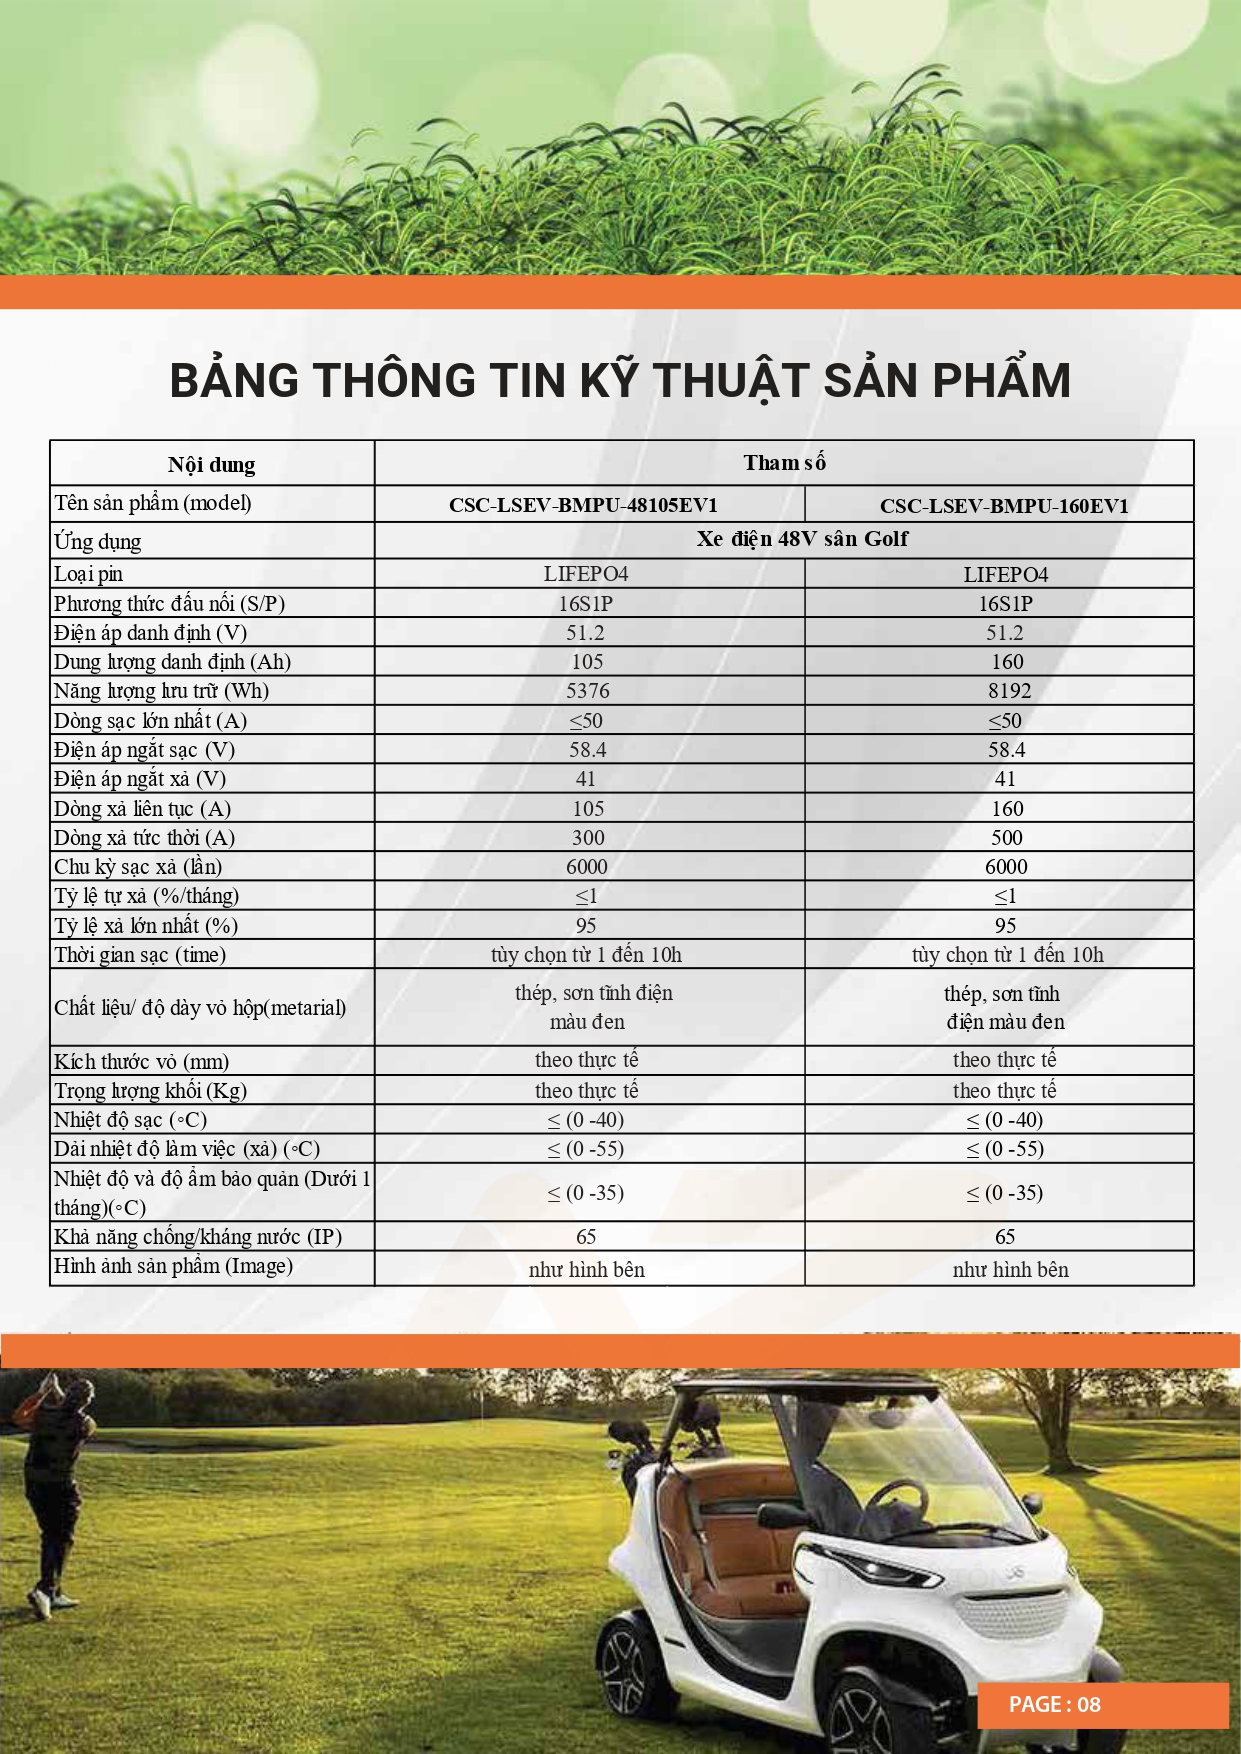 BẢNG THÔNG TIN KỸ THUẬT SẢN PHẨM
Nội dung Tham số
Tên sản phẩm (model) CSC-LSEV-BMPU-48105EV1 CSC-LSEV-BMPU-160EV1
Ứng dụng Xe điện 48V sân Golf
Loại pin LIFEPO4 LIFEPO4
Phương thức đấu nối (S/P) 16S1P 16S1P
Điện áp danh định (V) 51.2 51.2
Dung lượng danh định (Ah) 105 160
Năng lượng lưu trữ (Wh) 5376 8192
Dòng sạc lớn nhất (A) ≤50 ≤50
Điện áp ngắt sạc (V) 58.4 58.4
Điện áp ngắt xả (V) 41 41
Dòng xả liên tục (A) 105 160
Dòng xả tức thời (A) 300 500
Chu kỳ sạc xả (lần) 6000 6000
Tỷ lệ tự xả (%/tháng) ≤1 ≤1
Tỷ lệ xả lớn nhất (%) 95 95
Thời gian sạc (time) tùy chọn từ 1 đến 10h tùy chọn từ 1 đến 10h
Chất liệu/ độ dày vỏ hộp(metarial) thép, sơn tĩnh điện thép, sơn tĩnh
màu đen điện màu đen
Kích thước vỏ (mm) theo thực tế theo thực tế
Trọng lượng khối (Kg) theo thực tế theo thực tế
Nhiệt độ sạc (◦C) ≤ (0 -40) ≤ (0 -40)
Dải nhiệt độ làm việc (xả) (◦C) ≤ (0 -55) ≤ (0 -55)
Nhiệt độ và độ ẩm bảo quản (Dưới 1
tháng)(◦C) ≤ (0 -35) ≤ (0 -35)
Khả năng chống/kháng nước (IP) 65 65
Hình ảnh sản phẩm (Image) như hình bên như hình bên
PAGE : 08